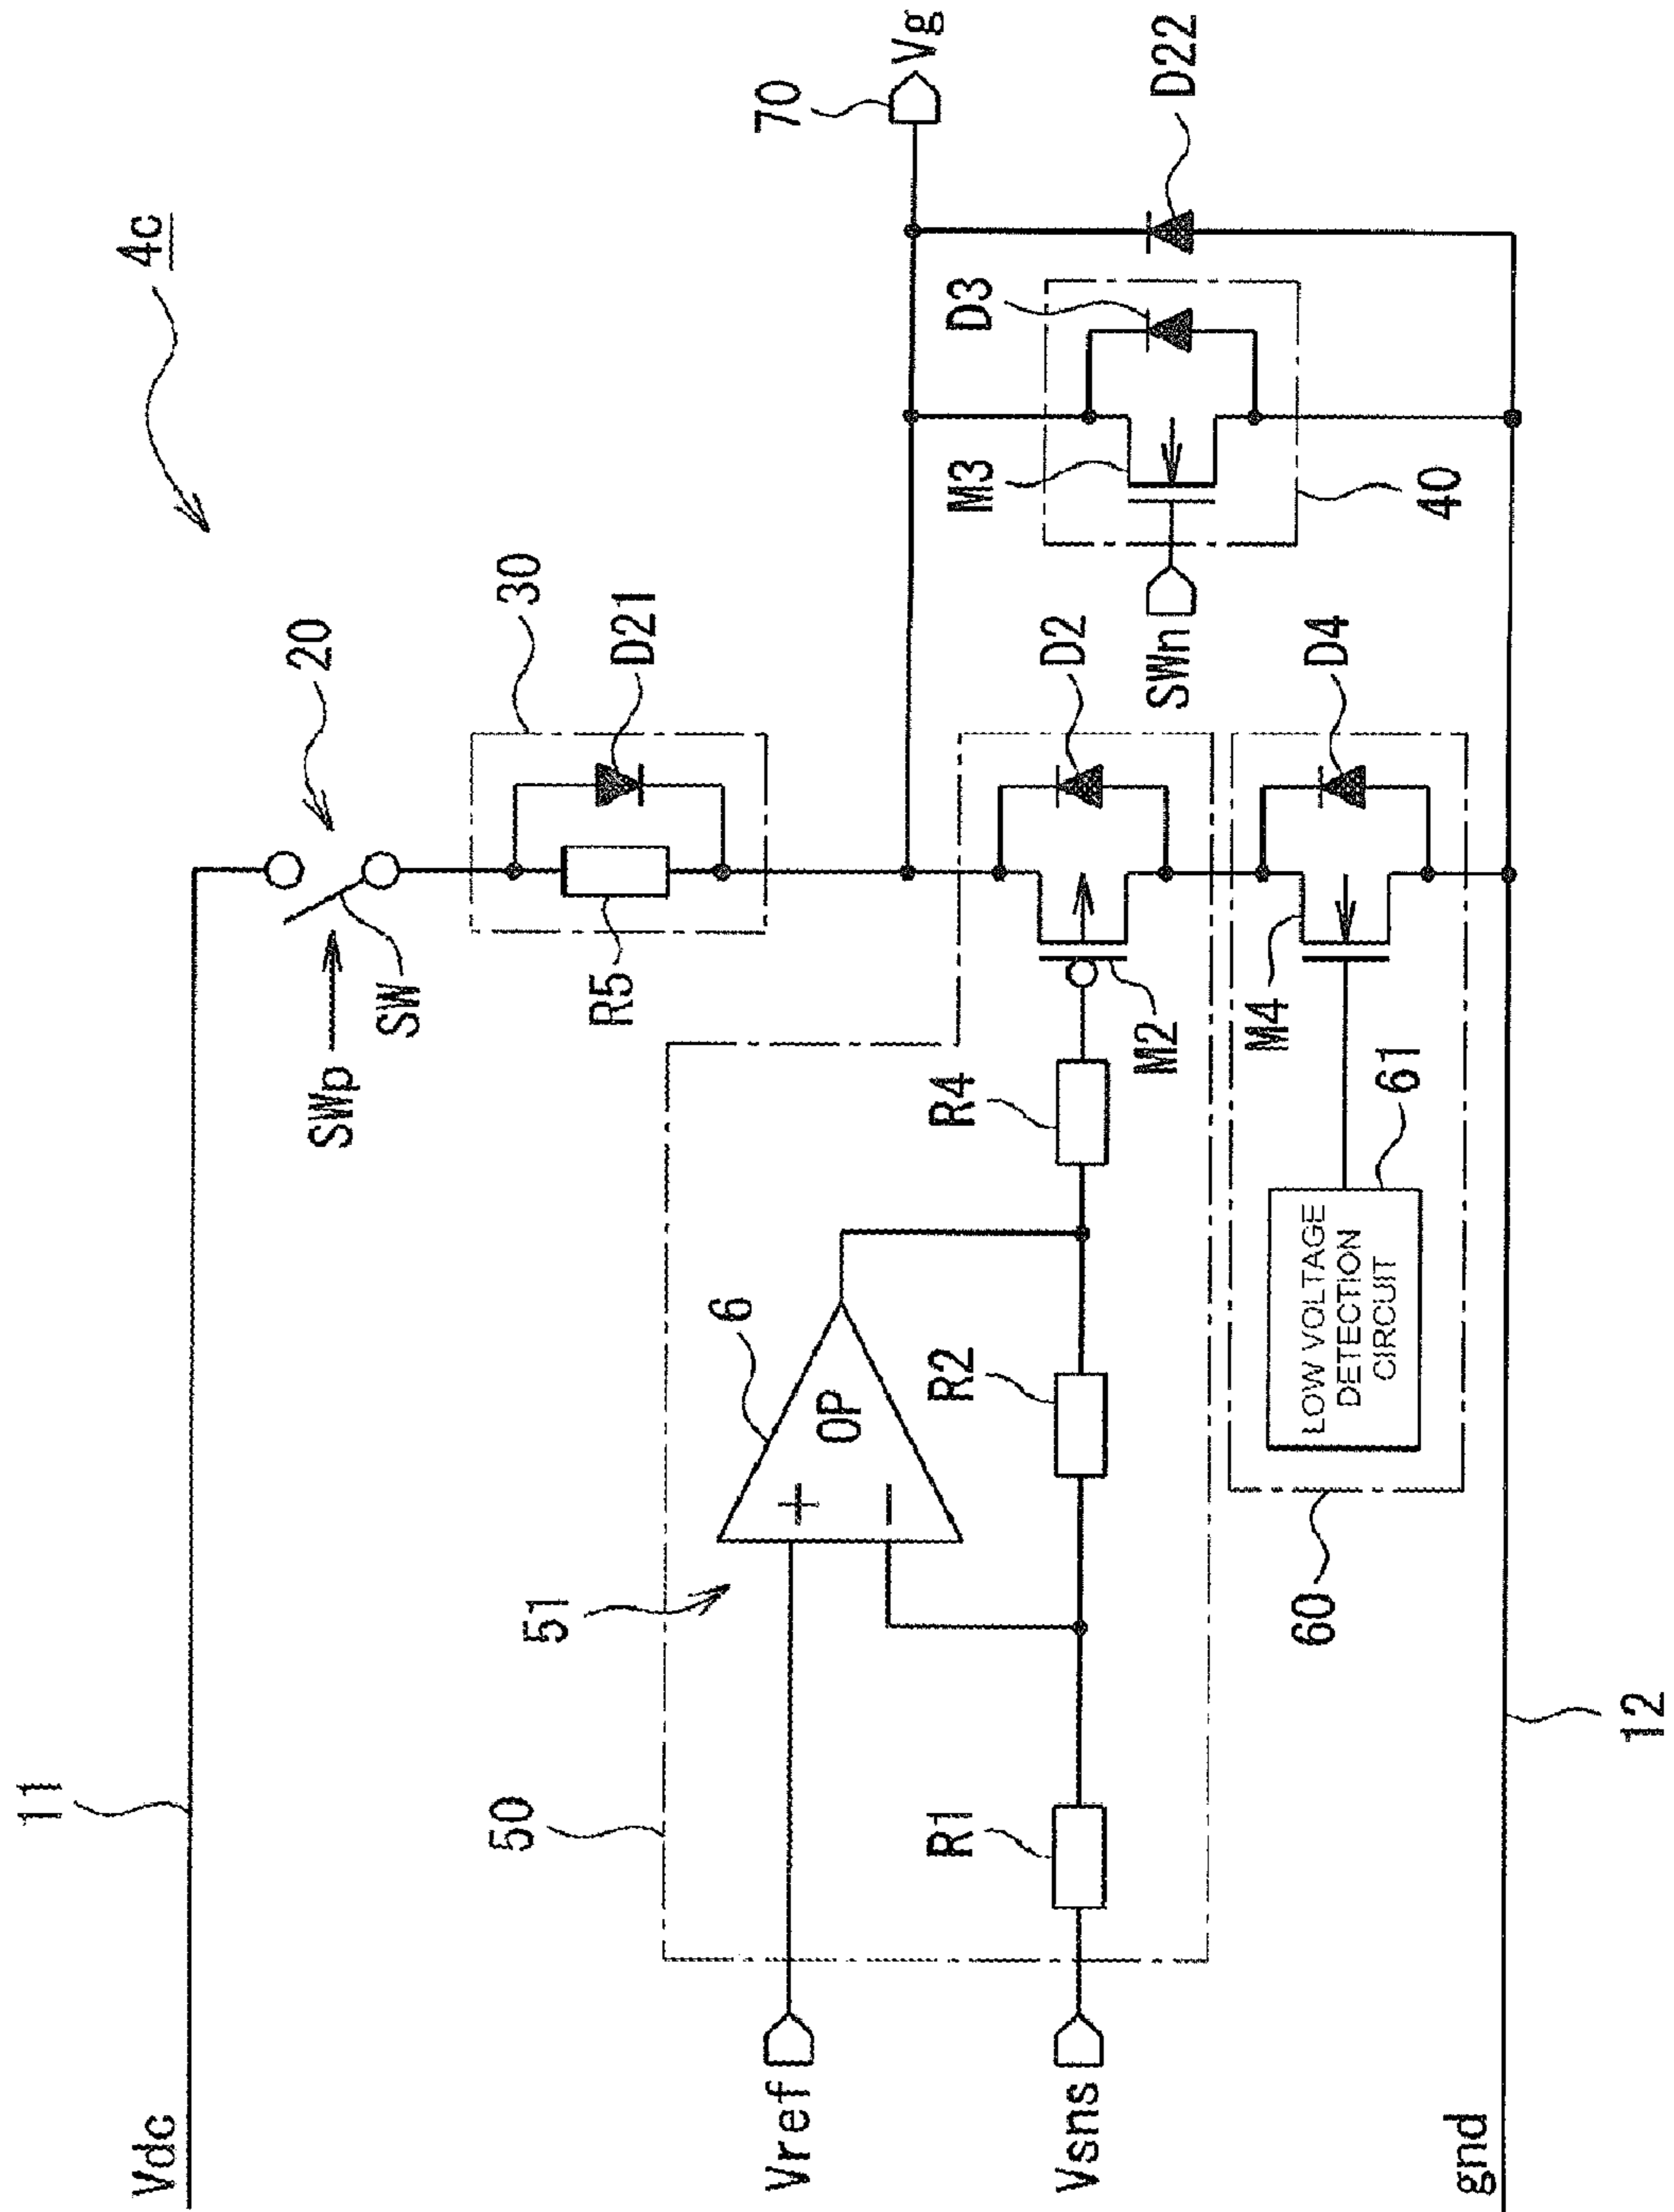 4c
11
Vdc
SWp
SW
20
30
R5
D21
70
Vg
50
51
6
OP
+
−
Vref
Vsns
R1
R2
R4
M2
D2
M3
D3
SWn
40
D22
M4
D4
LOW VOLTAGE
DETECTION
CIRCUIT
61
60
gnd
12